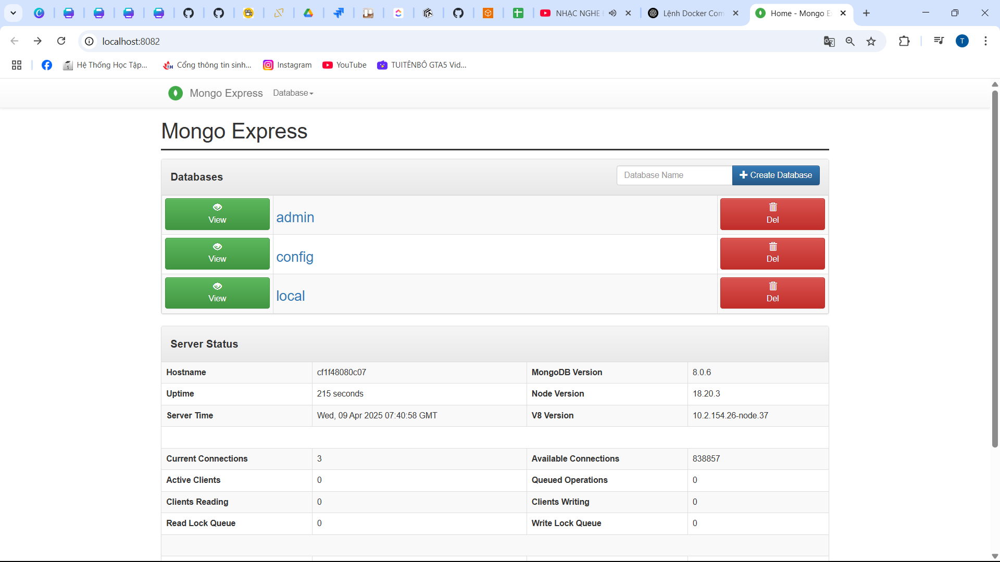 NHẠC NGHE
Lệnh Docker Com
Home - Mongo E
localhost:8082
T
Hệ Thống Học Tập...
Cổng thông tin sinh...
Instagram
YouTube
TUITÊNBÔ GTA5 Vid...
Mongo Express
Database
Mongo Express
Databases
Database Name
Create Database
View
admin
Del
View
config
Del
View
local
Del
Server Status
Hostname
cf1f48080c07
MongoDB Version
8.0.6
Uptime
215 seconds
Node Version
18.20.3
Server Time
Wed, 09 Apr 2025 07:40:58 GMT
V8 Version
10.2.154.26-node.37
Current Connections
3
Available Connections
838857
Active Clients
0
Queued Operations
0
Clients Reading
0
Clients Writing
0
Read Lock Queue
0
Write Lock Queue
0